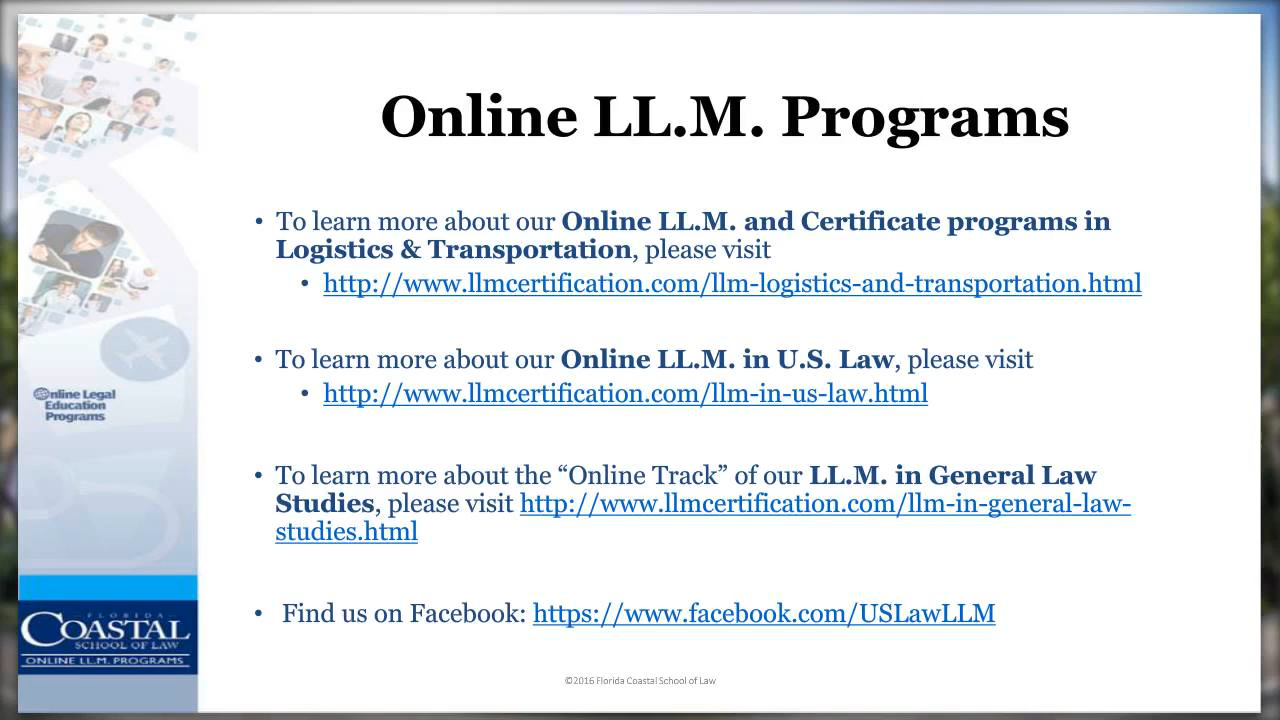 Online LL.M. Programs
• To learn more about our Online LL.M. and Certificate programs in
Logistics & Transportation, please visit
• http://www.llmcertification.com/llm-logistics-and-transportation.html
• To learn more about our Online LL.M. in U.S. Law, please visit
• http://www.llmcertification.com/llm-in-us-law.html
• To learn more about the “Online Track” of our LL.M. in General Law
Studies, please visit http://www.llmcertification.com/llm-in-general-law-
studies.html
• Find us on Facebook: https://www.facebook.com/USLawLLM
Online Legal
Education
Programs
FLORIDA
COASTAL
SCHOOL OF LAW
ONLINE LL.M. PROGRAMS
©2016 Florida Coastal School of Law